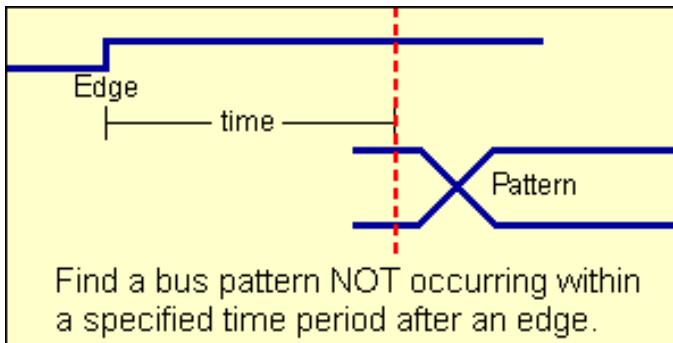 Edge
time
Pattern
Find a bus pattern NOT occurring within
a specified time period after an edge.